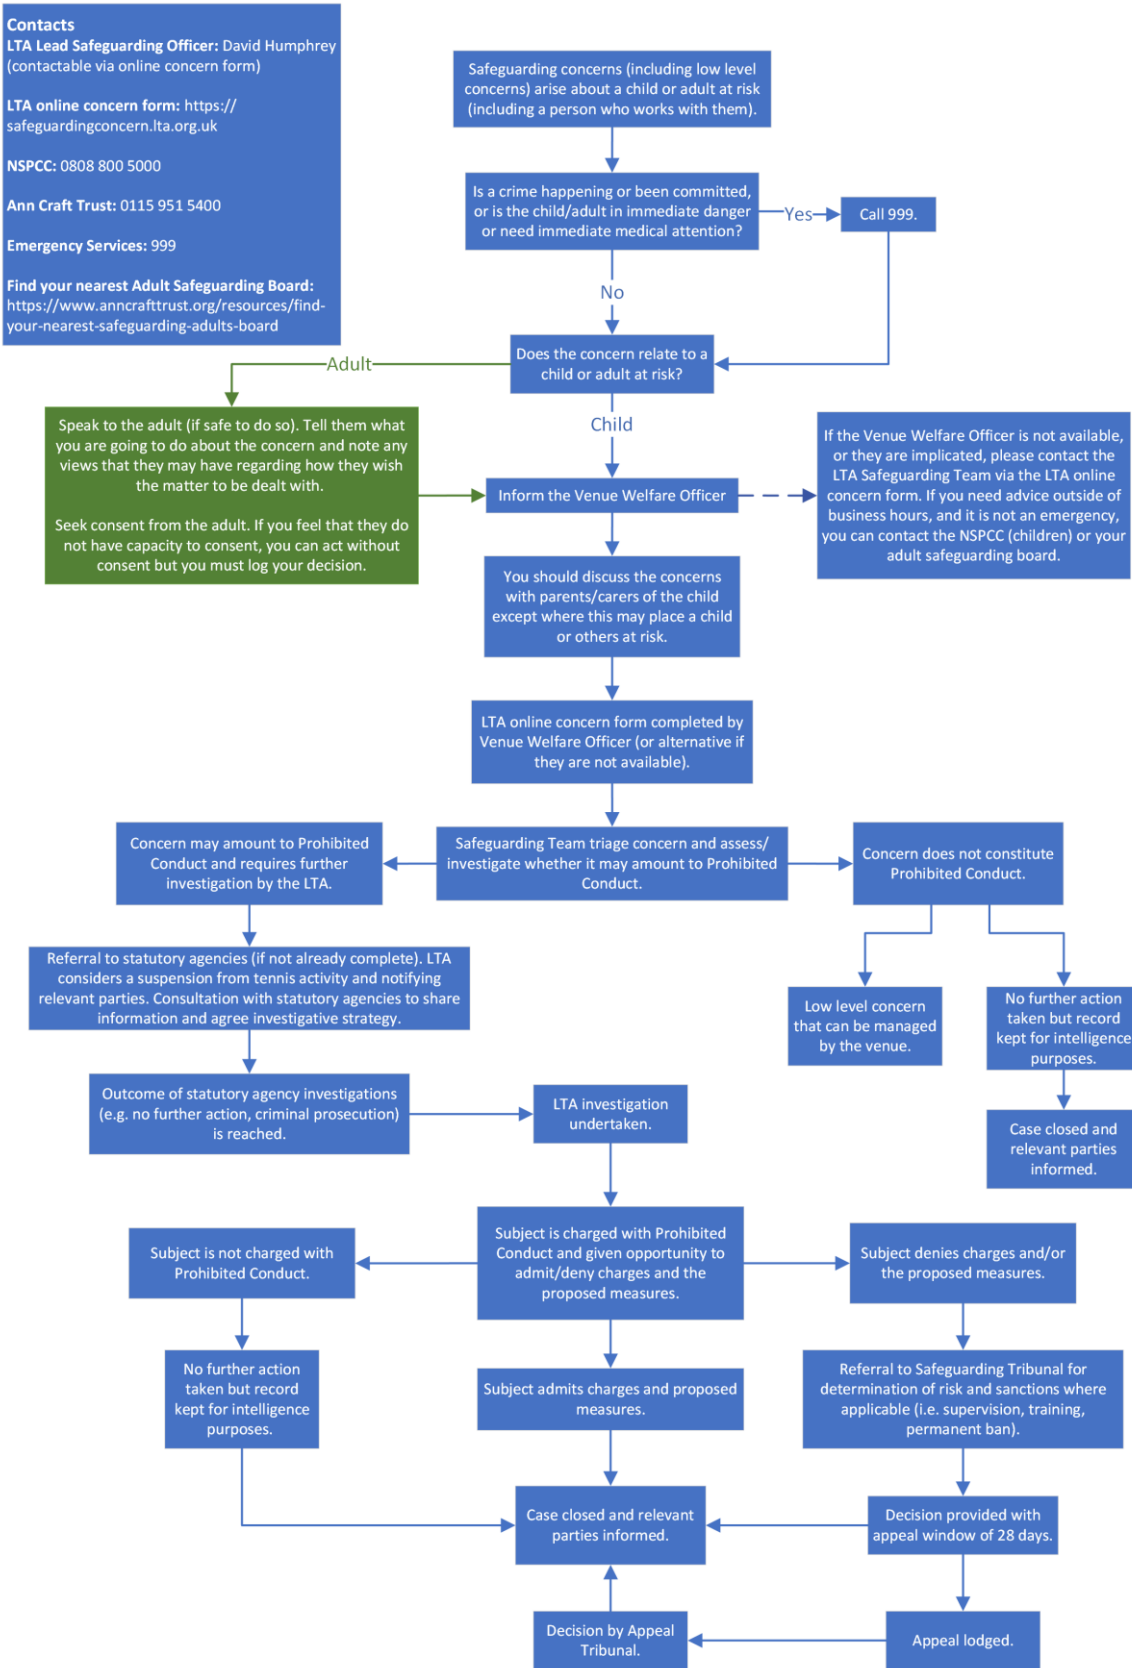 Contacts
LTA Lead Safeguarding Officer: David Humphrey
(contactable via online concern form)
LTA online concern form: https://
safeguardingconcern.lta.org.uk
NSPCC: 0808 800 5000
Ann Craft Trust: 0115 951 5400
Emergency Services: 999
Find your nearest Adult Safeguarding Board:
https://www.anncrafttrust.org/resources/find-
your-nearest-safeguarding-adults-board
Safeguarding concerns (including low level
concerns) arise about a child or adult at risk
(including a person who works with them).
Is a crime happening or been committed,
or is the child/adult in immediate danger
or need immediate medical attention?
Yes
Call 999.
No
Does the concern relate to a
child or adult at risk?
Adult
Speak to the adult (if safe to do so). Tell them what
you are going to do about the concern and note any
views that they may have regarding how they wish
the matter to be dealt with.
Seek consent from the adult. If you feel that they do
not have capacity to consent, you can act without
consent but you must log your decision.
Child
Inform the Venue Welfare Officer
If the Venue Welfare Officer is not available,
or they are implicated, please contact the
LTA Safeguarding Team via the LTA online
concern form. If you need advice outside of
business hours, and it is not an emergency,
you can contact the NSPCC (children) or your
adult safeguarding board.
You should discuss the concerns
with parents/carers of the child
except where this may place a child
or others at risk.
LTA online concern form completed by
Venue Welfare Officer (or alternative if
they are not available).
Safeguarding Team triage concern and assess/
investigate whether it may amount to Prohibited
Conduct.
Concern may amount to Prohibited
Conduct and requires further
investigation by the LTA.
Concern does not constitute
Prohibited Conduct.
Referral to statutory agencies (if not already complete). LTA
considers a suspension from tennis activity and notifying
relevant parties. Consultation with statutory agencies to share
information and agree investigative strategy.
Low level concern
that can be managed
by the venue.
No further action
taken but record
kept for intelligence
purposes.
Outcome of statutory agency investigations
(e.g. no further action, criminal prosecution)
is reached.
LTA investigation
undertaken.
Case closed and
relevant parties
informed.
Subject is not charged with
Prohibited Conduct.
Subject is charged with Prohibited
Conduct and given opportunity to
admit/deny charges and the
proposed measures.
Subject denies charges and/or
the proposed measures.
No further action
taken but record
kept for intelligence
purposes.
Subject admits charges and proposed
measures.
Referral to Safeguarding Tribunal for
determination of risk and sanctions where
applicable (i.e. supervision, training,
permanent ban).
Case closed and relevant
parties informed.
Decision provided with
appeal window of 28 days.
Decision by Appeal
Tribunal.
Appeal lodged.